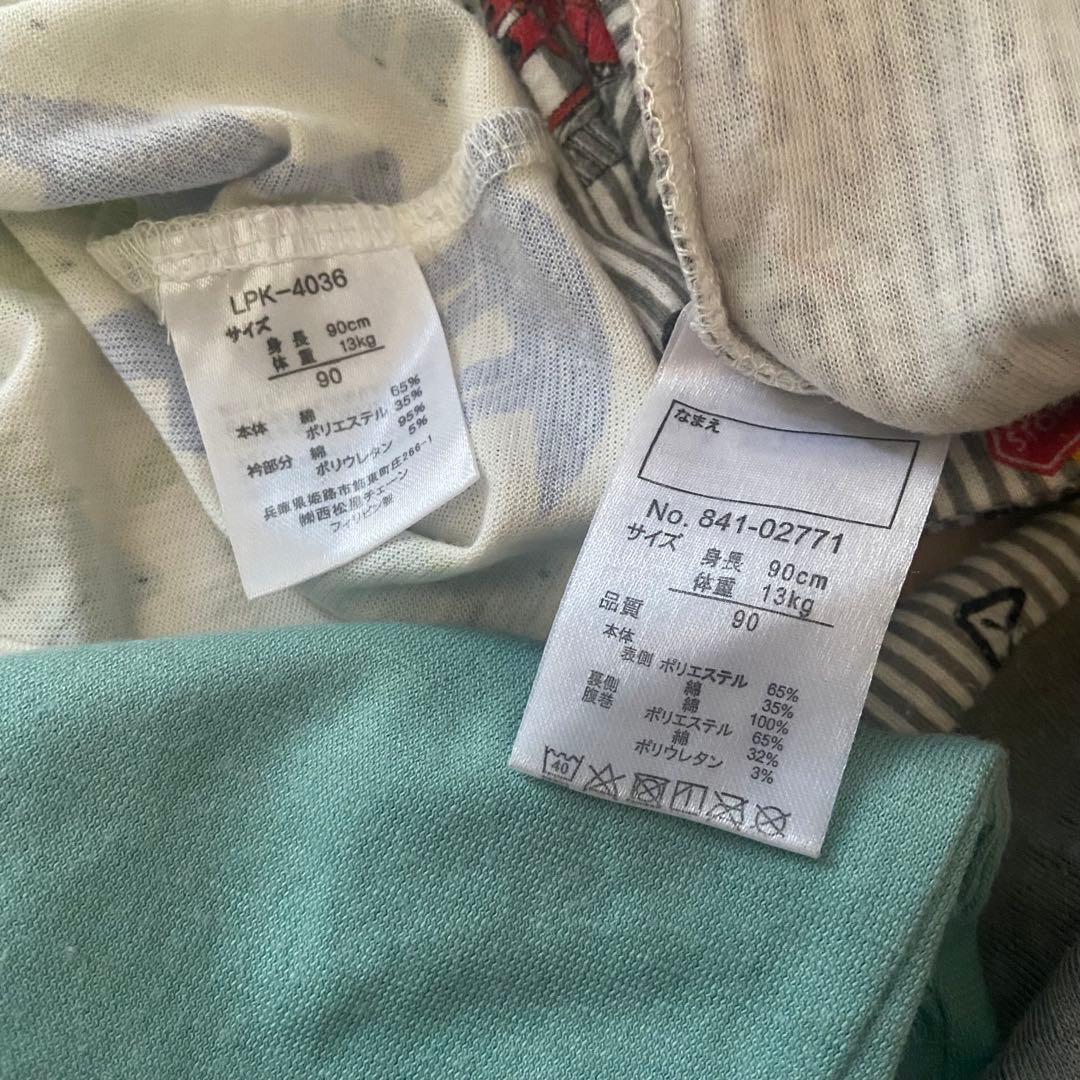 LPK-4036
サイズ
身長 90cm
体重 13kg
90
本体 綿 65%
ポリエステル 35%
衿部分 綿 95%
ポリウレタン 5%
兵庫県姫路市飾東町庄266-1
㈱西松屋チェーン
フィリピン製
なまえ
No. 841-02771
サイズ
身長 90cm
体重 13kg
90
品質
本体
表側 ポリエステル 65%
綿 35%
裏側 綿 100%
腹巻 ポリエステル 65%
綿 32%
ポリウレタン 3%
40